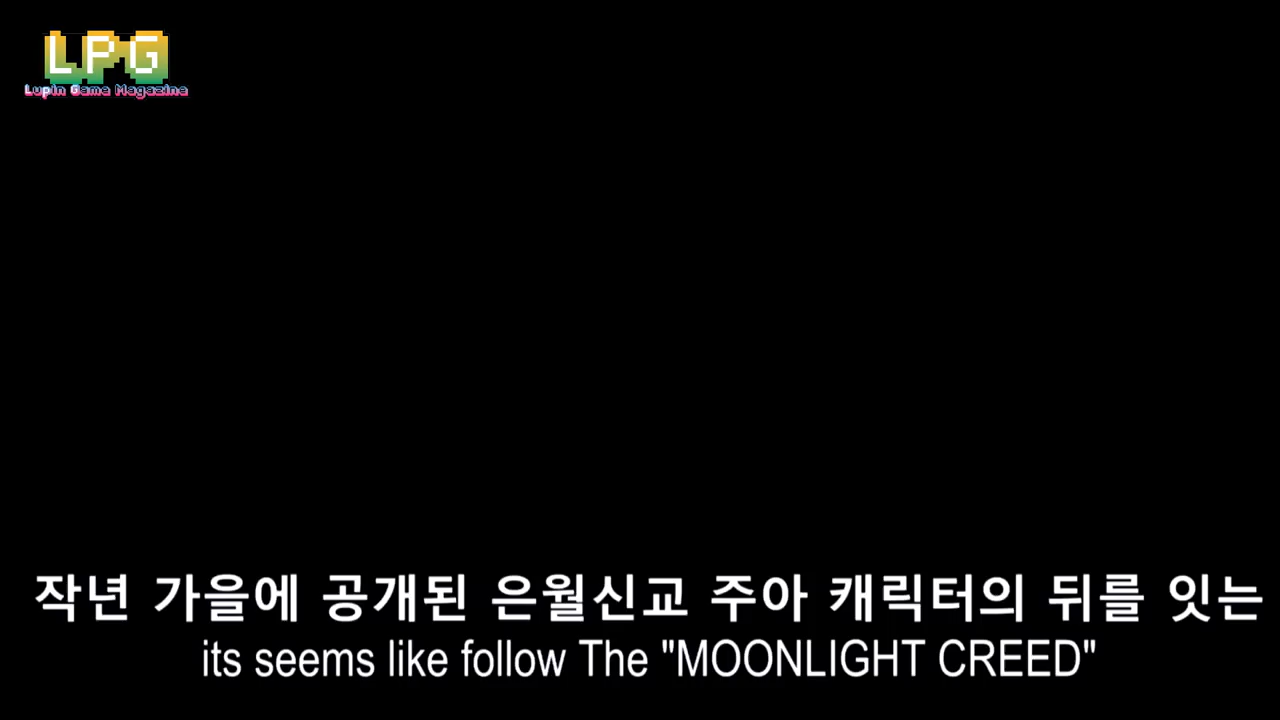 LPG
Lupin Game Magazine
작년 가을에 공개된 은월신교 주아 캐릭터의 뒤를 잇는
its seems like follow The "MOONLIGHT CREED"